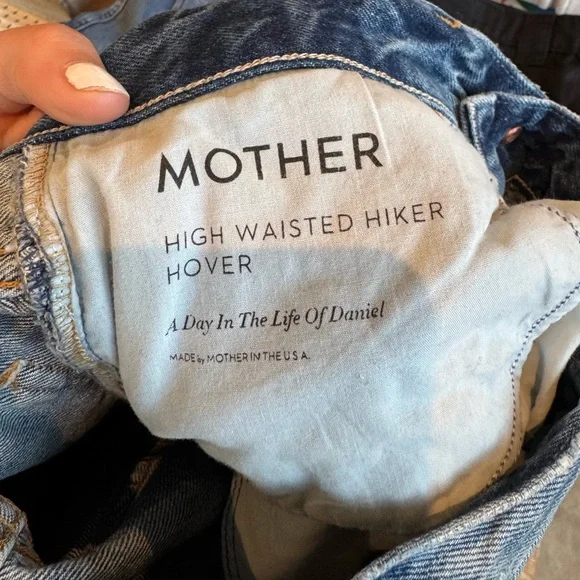 MOTHER
HIGH WAISTED HIKER
HOVER
A Day In The Life Of Daniel
MADE by MOTHER IN THE U S A.